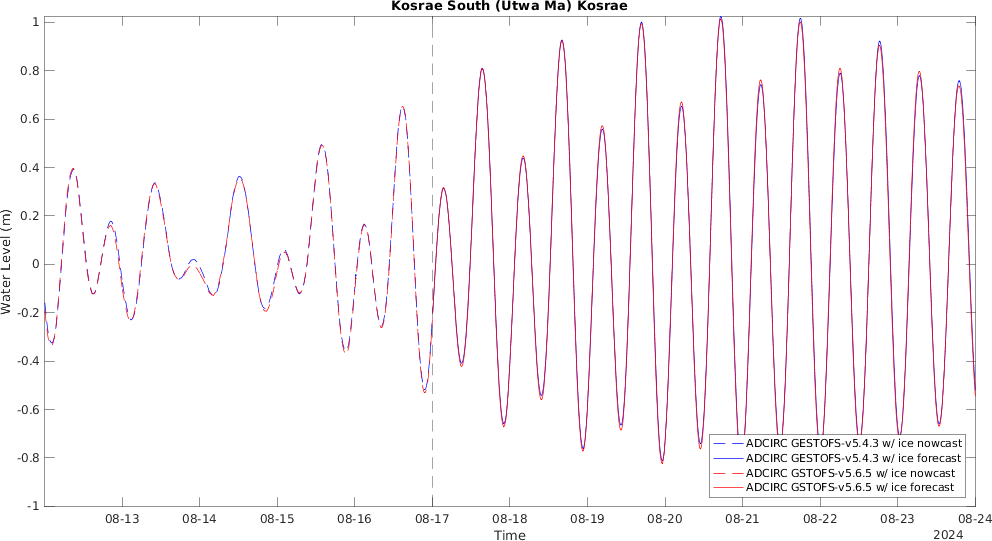 Kosrae South (Utwa Ma) Kosrae
Water Level (m)
1
0.8
0.6
0.4
0.2
0
-0.2
-0.4
-0.6
-0.8
-1
ADCIRC GESTOFS-v5.4.3 w/ ice nowcast
ADCIRC GESTOFS-v5.4.3 w/ ice forecast
ADCIRC GSTOFS-v5.6.5 w/ ice nowcast
ADCIRC GSTOFS-v5.6.5 w/ ice forecast
08-13 08-14 08-15 08-16 08-17 08-18 08-19 08-20 08-21 08-22 08-23 08-24
Time
2024